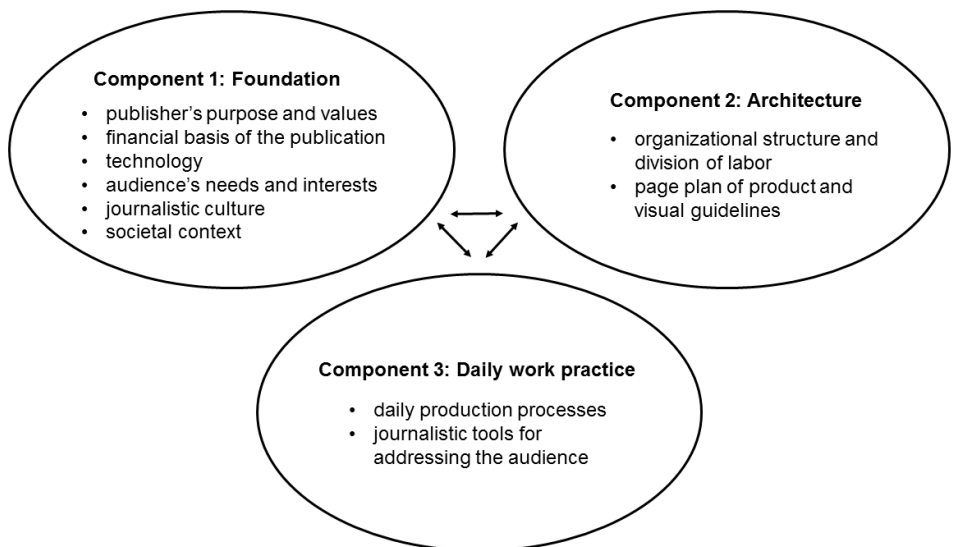 Component 1: Foundation
• publisher's purpose and values
• financial basis of the publication
• technology
• audience's needs and interests
• journalistic culture
• societal context
Component 2: Architecture
• organizational structure and
division of labor
• page plan of product and
visual guidelines
Component 3: Daily work practice
• daily production processes
• journalistic tools for
addressing the audience